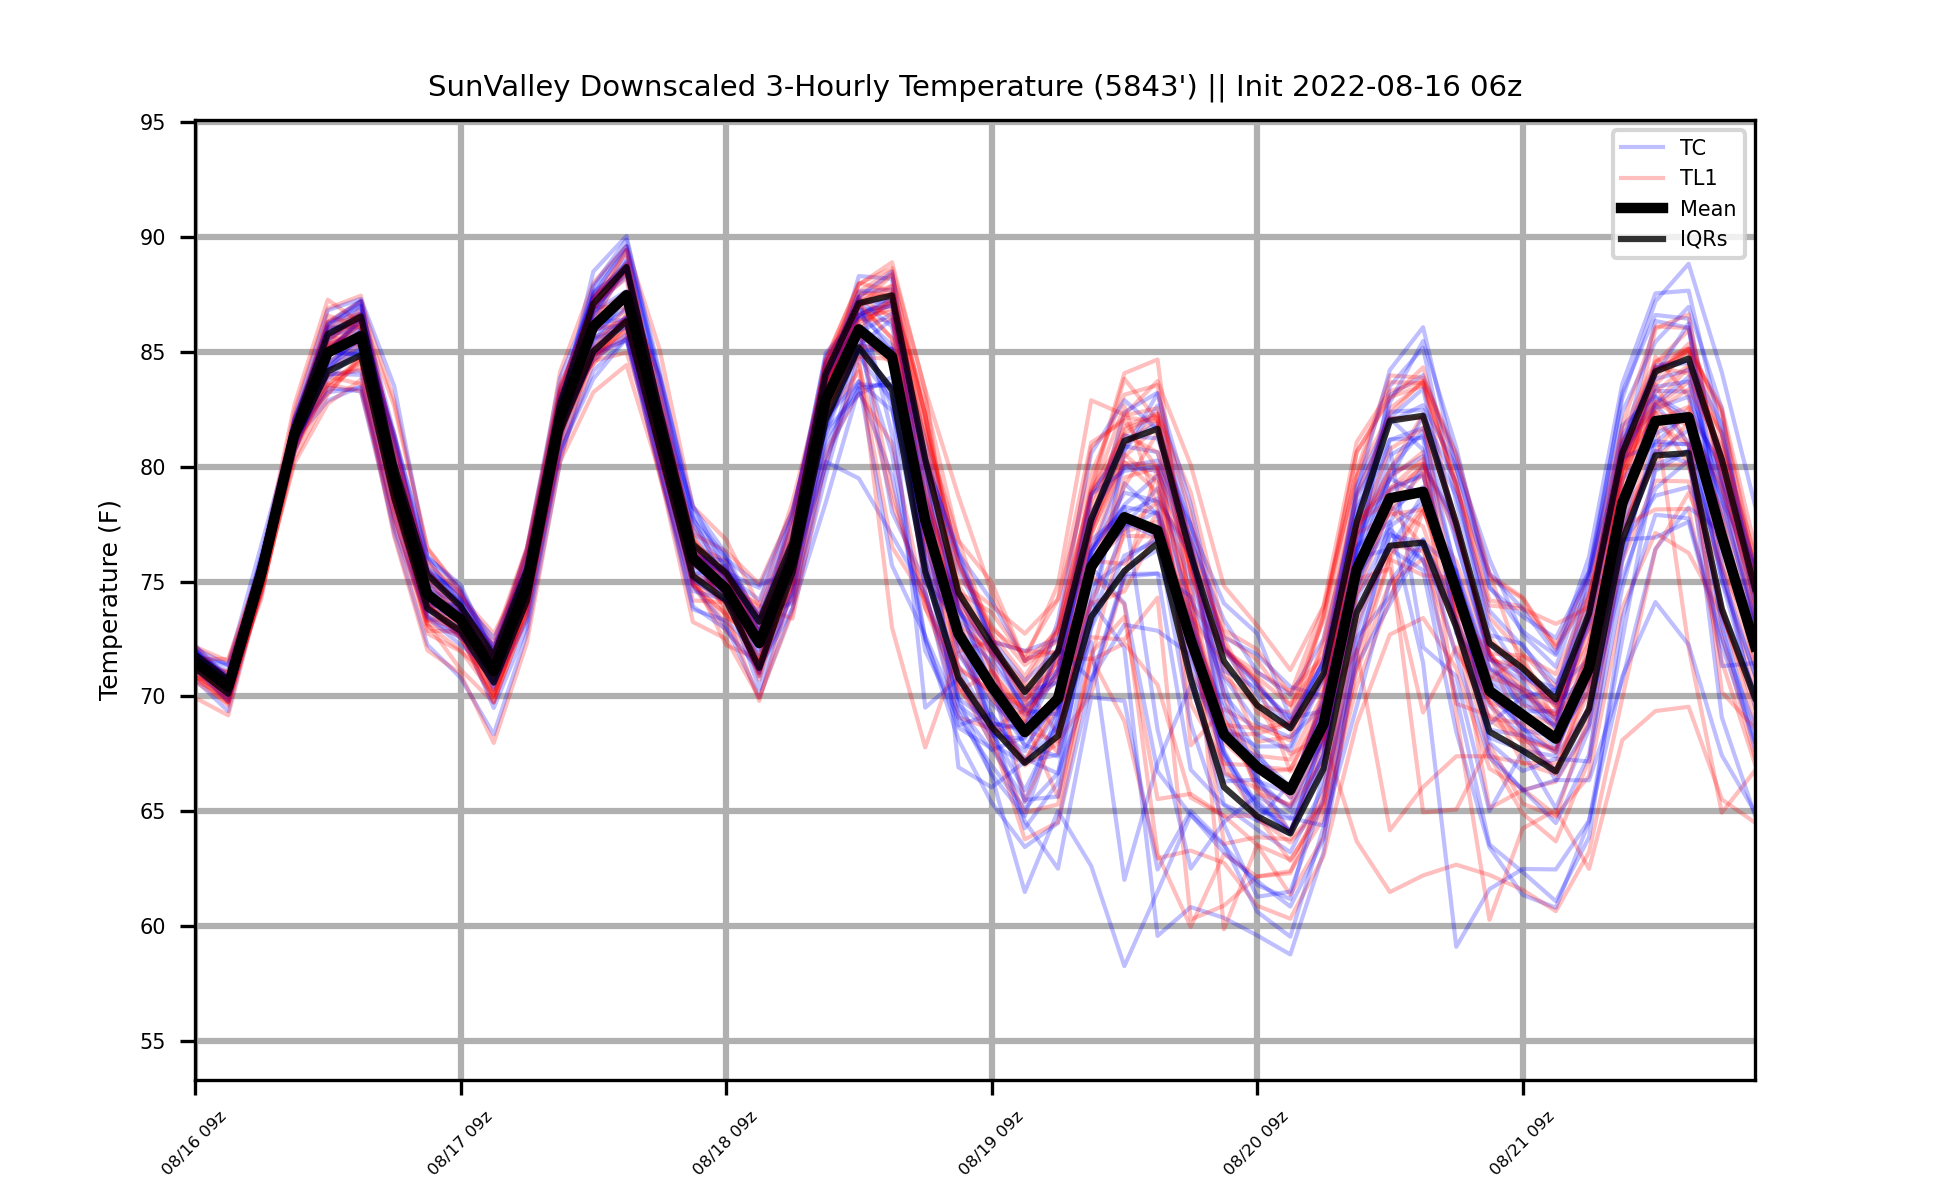 SunValley Downscaled 3-Hourly Temperature (5843') || Init 2022-08-16 06z
95
90
85
80
75
70
65
60
55
Temperature (F)
TC
TL1
Mean
IQRs
08/16 09z
08/17 09z
08/18 09z
08/19 09z
08/20 09z
08/21 09z